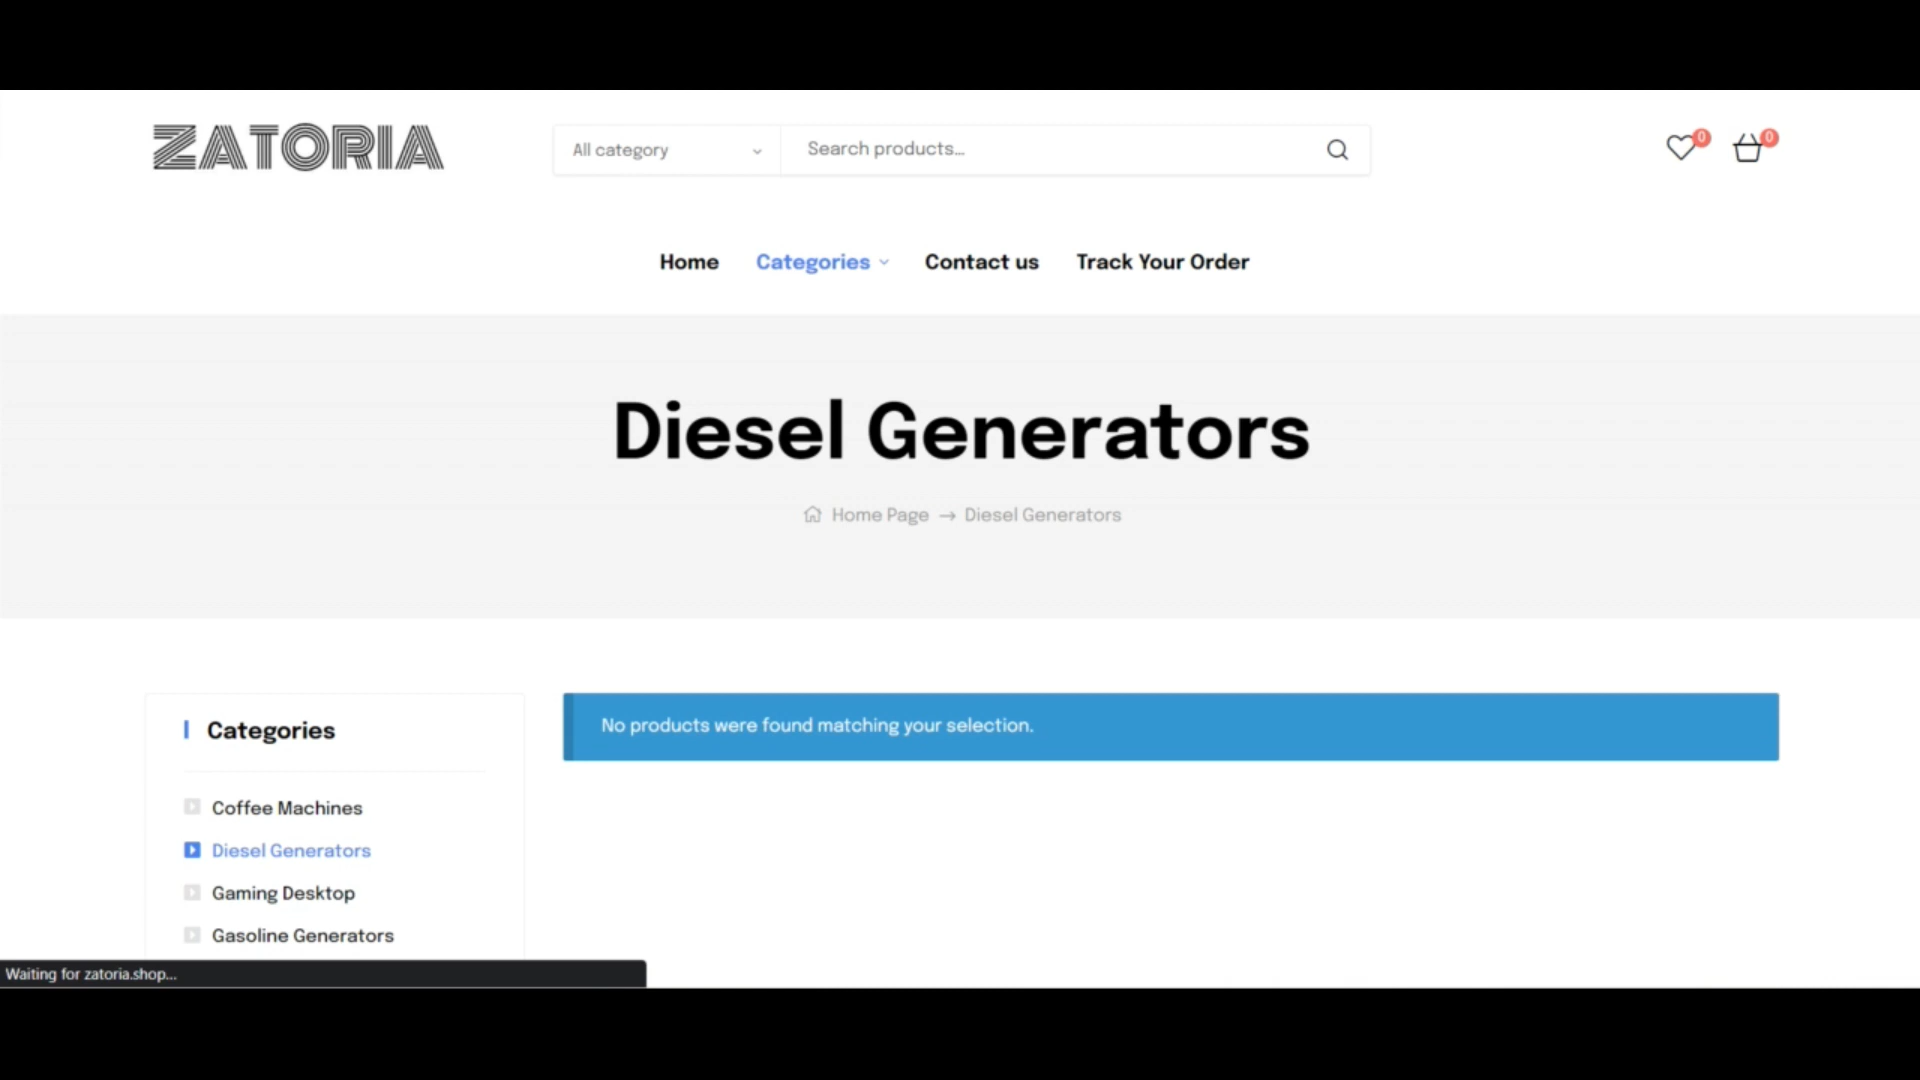 ZATORIA
All category
Search products...
0
0
Home
Categories
Contact us
Track Your Order
Diesel Generators
Home Page → Diesel Generators
Categories
No products were found matching your selection.
Coffee Machines
Diesel Generators
Gaming Desktop
Gasoline Generators
Waiting for zatoria.shop...